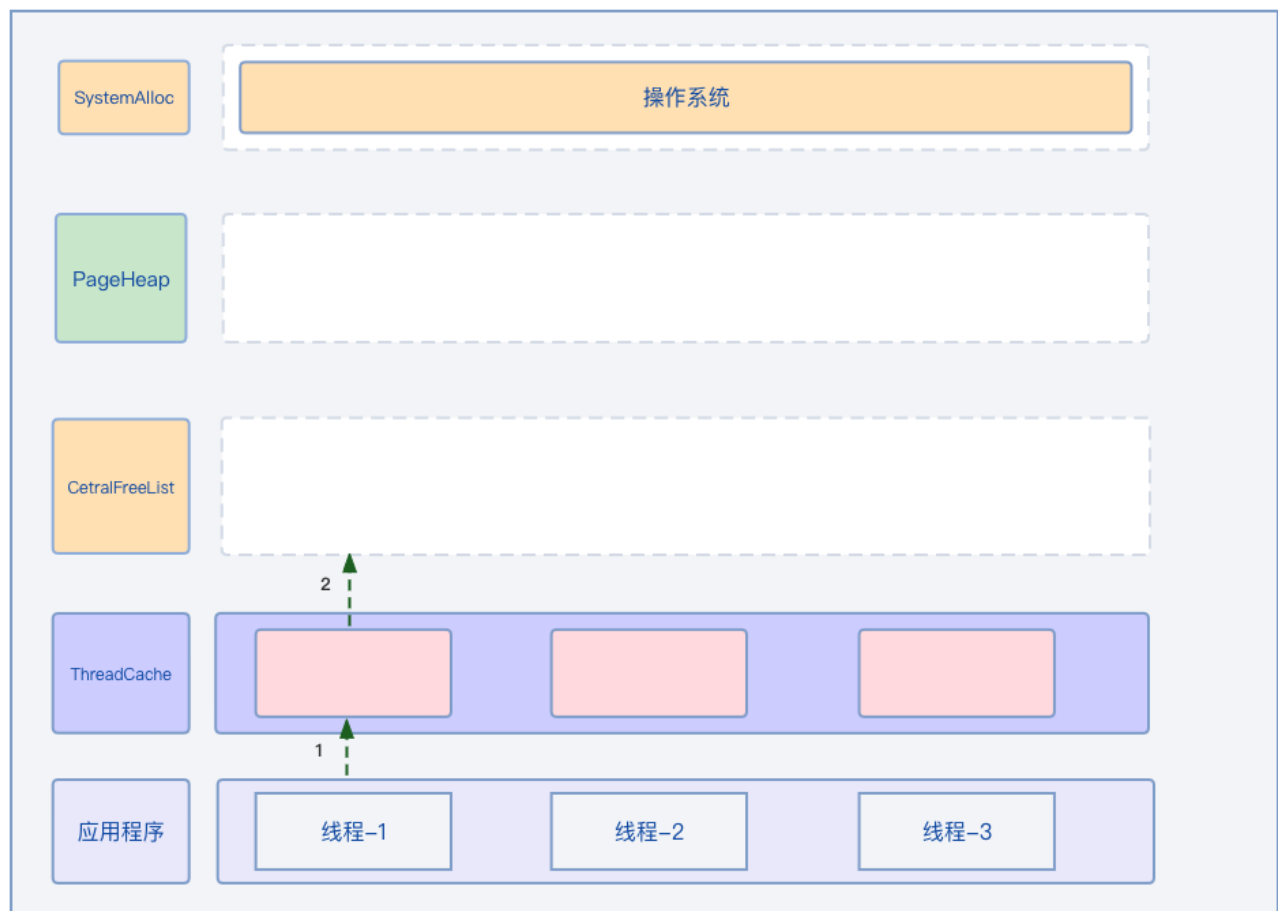 SystemAlloc
操作系统
PageHeap
CetralFreeList
2
ThreadCache
1
应用程序
线程-1
线程-2
线程-3